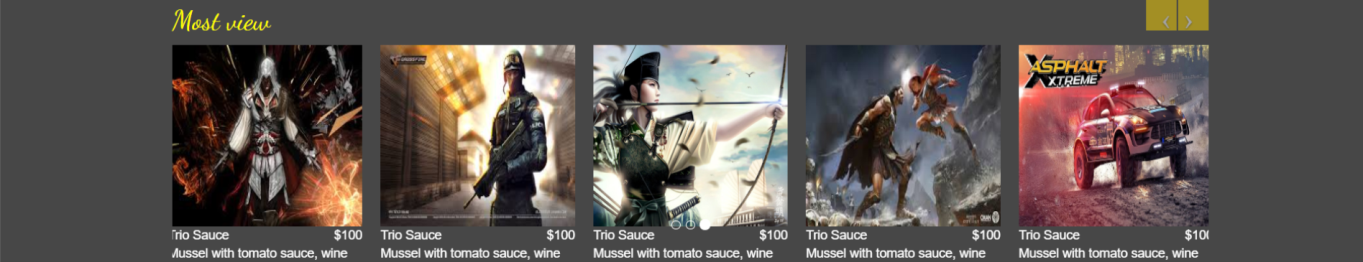 Most view
‹ ›
CROSSFIRE
ASPHALT
XTREME
Trio Sauce $100
Mussel with tomato sauce, wine
Trio Sauce $100
Mussel with tomato sauce, wine
Trio Sauce $100
Mussel with tomato sauce, wine
Trio Sauce $100
Mussel with tomato sauce, wine
Trio Sauce $10
Mussel with tomato sauce, wine